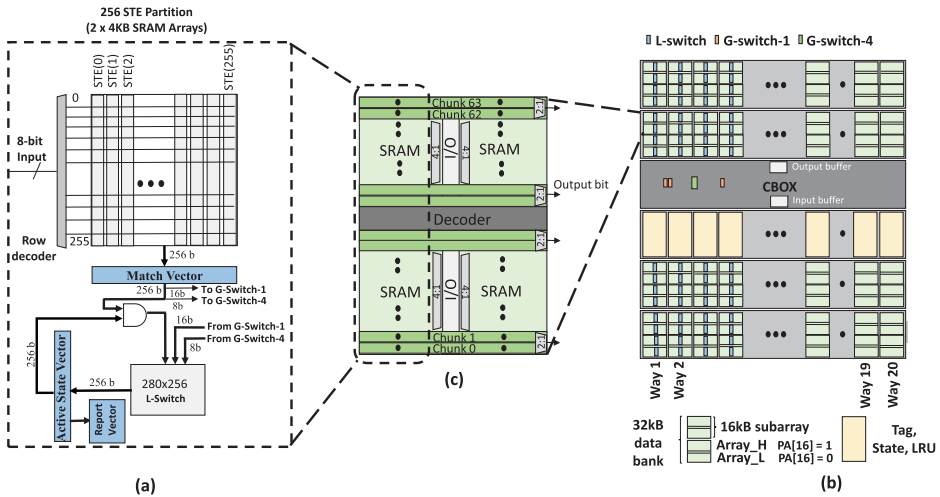 256 STE Partition
(2 x 4KB SRAM Arrays)
STE(0)
STE(1)
STE(2)
STE(255)
0
8-bit
Input
Row
decoder
255
256 b
Match Vector
256 b
16b
To G-Switch-1
To G-Switch-4
8b
16b
From G-Switch-1
From G-Switch-4
8b
256 b
280x256
L-Switch
256 b
Active State Vector
Report
Vector
(a)
Chunk 63
Chunk 62
2:1
SRAM
4:1
I/O
4:1
SRAM
2:1
Output bit
Decoder
2:1
SRAM
4:1
I/O
4:1
SRAM
Chunk 1
Chunk 0
2:1
(c)
L-switch
G-switch-1
G-switch-4
Output buffer
CBOX
Input buffer
Way 1
Way 2
Way 19
Way 20
32kB
data
bank
16kB subarray
Array_H PA[16] = 1
Array_L PA[16] = 0
Tag,
State, LRU
(b)